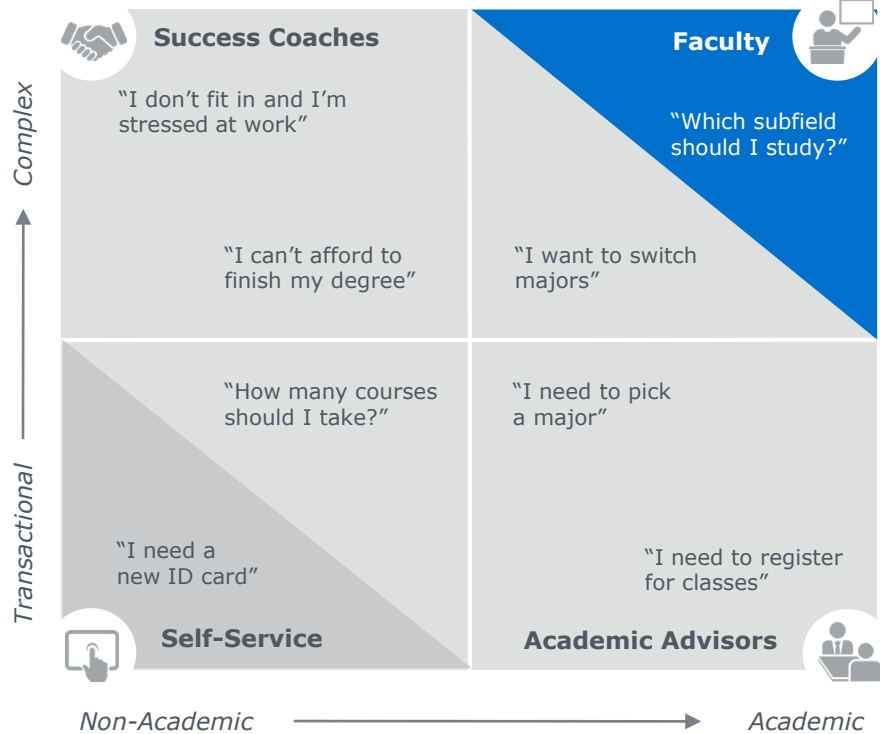 Success Coaches
Faculty
“I don’t fit in and I’m
stressed at work”
“Which subfield
should I study?”
“I can’t afford to
finish my degree”
“I want to switch
majors”
“How many courses
should I take?”
“I need to pick
a major”
“I need a
new ID card”
“I need to register
for classes”
Self-Service
Academic Advisors
Complex
Transactional
Non-Academic
Academic